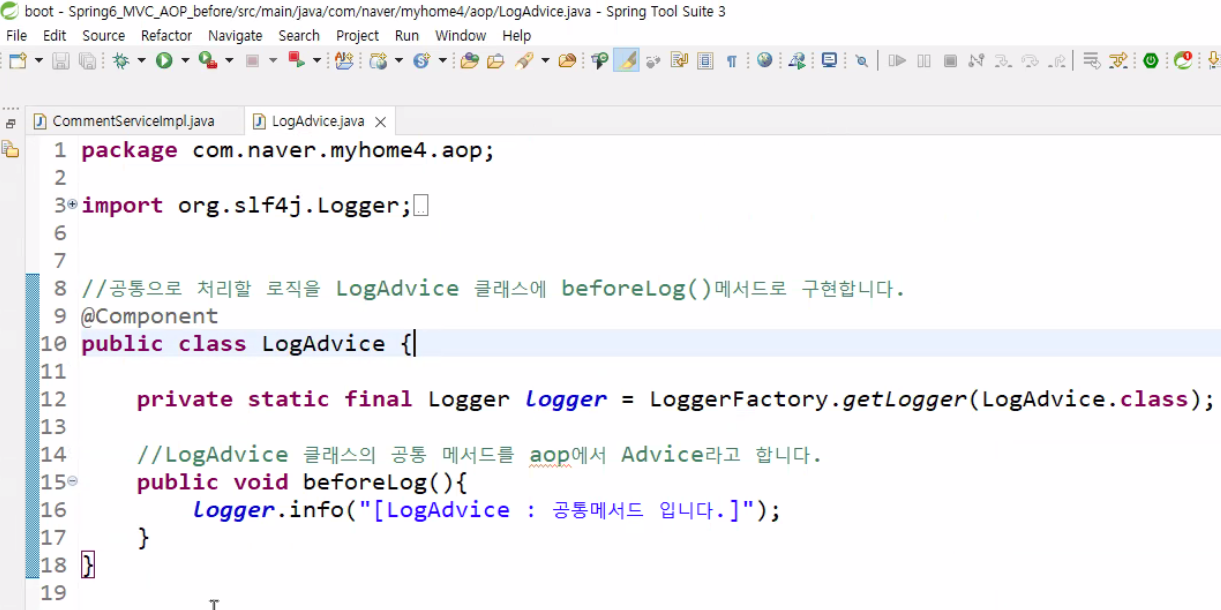 boot - Spring6_MVC_AOP_before/src/main/java/com/naver/myhome4/aop/LogAdvice.java - Spring Tool Suite 3
File Edit Source Refactor Navigate Search Project Run Window Help
CommentServiceImpl.java LogAdvice.java
1 package com.naver.myhome4.aop;
2
3 import org.slf4j.Logger;
6
7
8 //공통으로 처리할 로직을 LogAdvice 클래스에 beforeLog()메서드로 구현합니다.
9 @Component
10 public class LogAdvice {
11
12 private static final Logger logger = LoggerFactory.getLogger(LogAdvice.class);
13
14 //LogAdvice 클래스의 공통 메서드를 aop에서 Advice라고 합니다.
15 public void beforeLog(){
16 logger.info("[LogAdvice : 공통메서드 입니다.]");
17 }
18 }
19